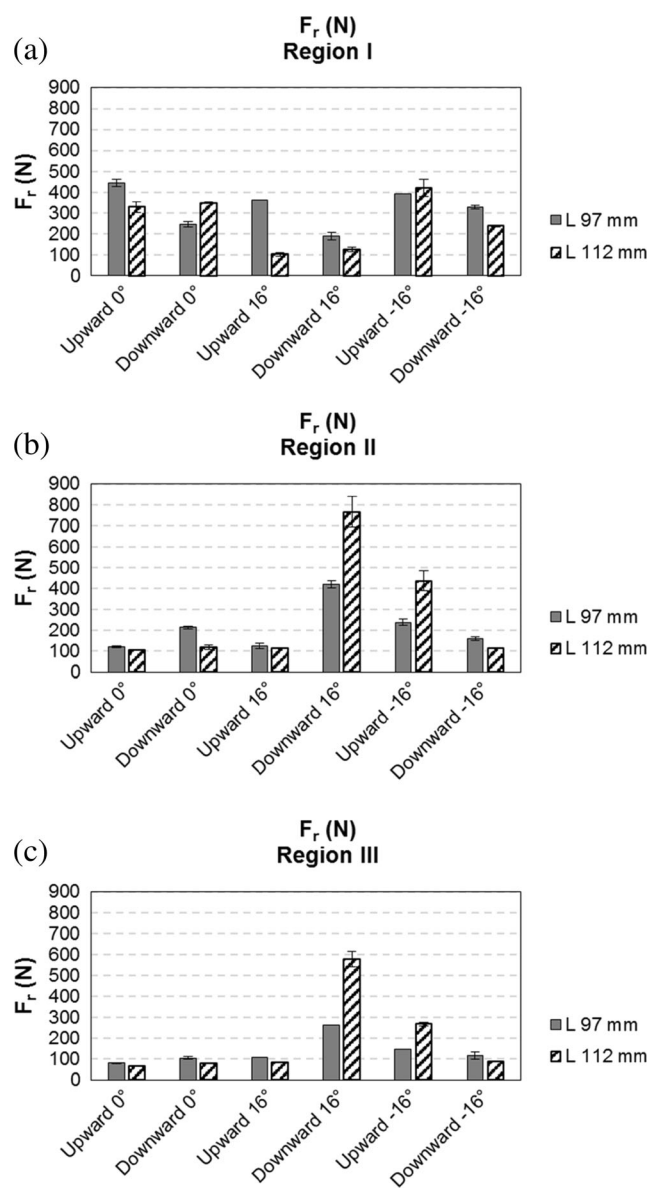 (a)
Fr (N)
Region I
Fr (N)
900
800
700
600
500
400
300
200
100
0
Upward 0°
Downward 0°
Upward 16°
Downward 16°
Upward -16°
Downward -16°
L 97 mm
L 112 mm
(b)
Fr (N)
Region II
Fr (N)
900
800
700
600
500
400
300
200
100
0
Upward 0°
Downward 0°
Upward 16°
Downward 16°
Upward -16°
Downward -16°
L 97 mm
L 112 mm
(c)
Fr (N)
Region III
Fr (N)
900
800
700
600
500
400
300
200
100
0
Upward 0°
Downward 0°
Upward 16°
Downward 16°
Upward -16°
Downward -16°
L 97 mm
L 112 mm